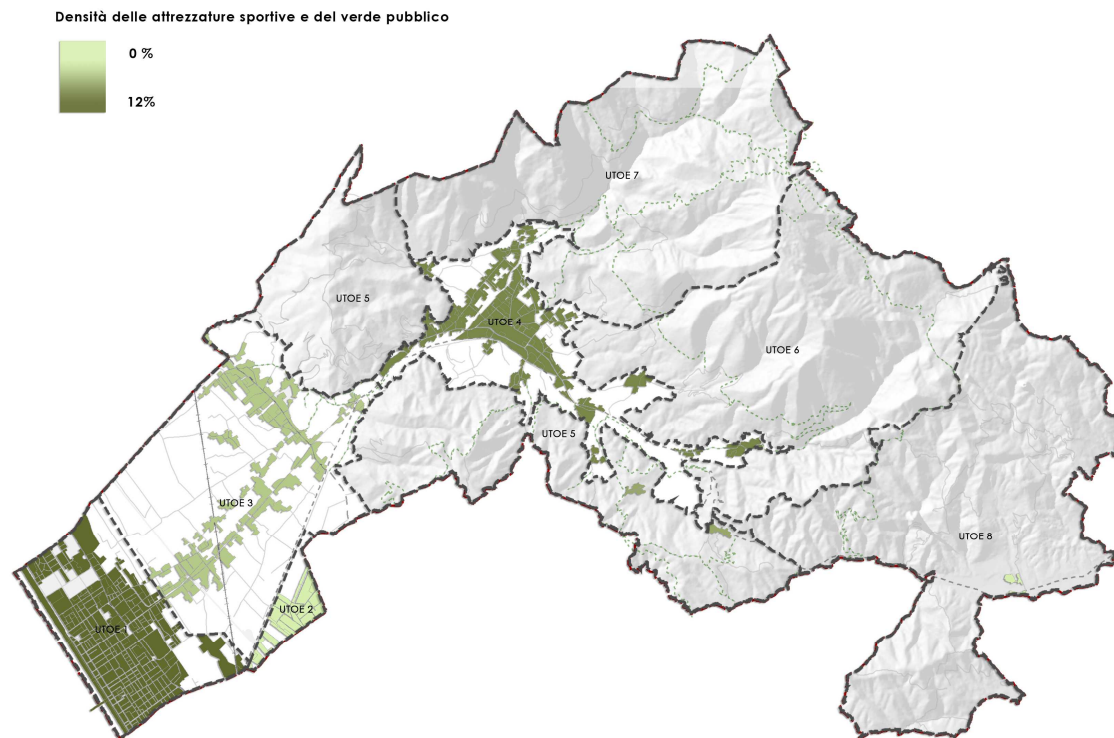 Densità delle attrezzature sportive e del verde pubblico
0 %
12%
UTOE 7
UTOE 5
UTOE 4
UTOE 6
UTOE 5
UTOE 3
UTOE 8
UTOE 2
UTOE 1